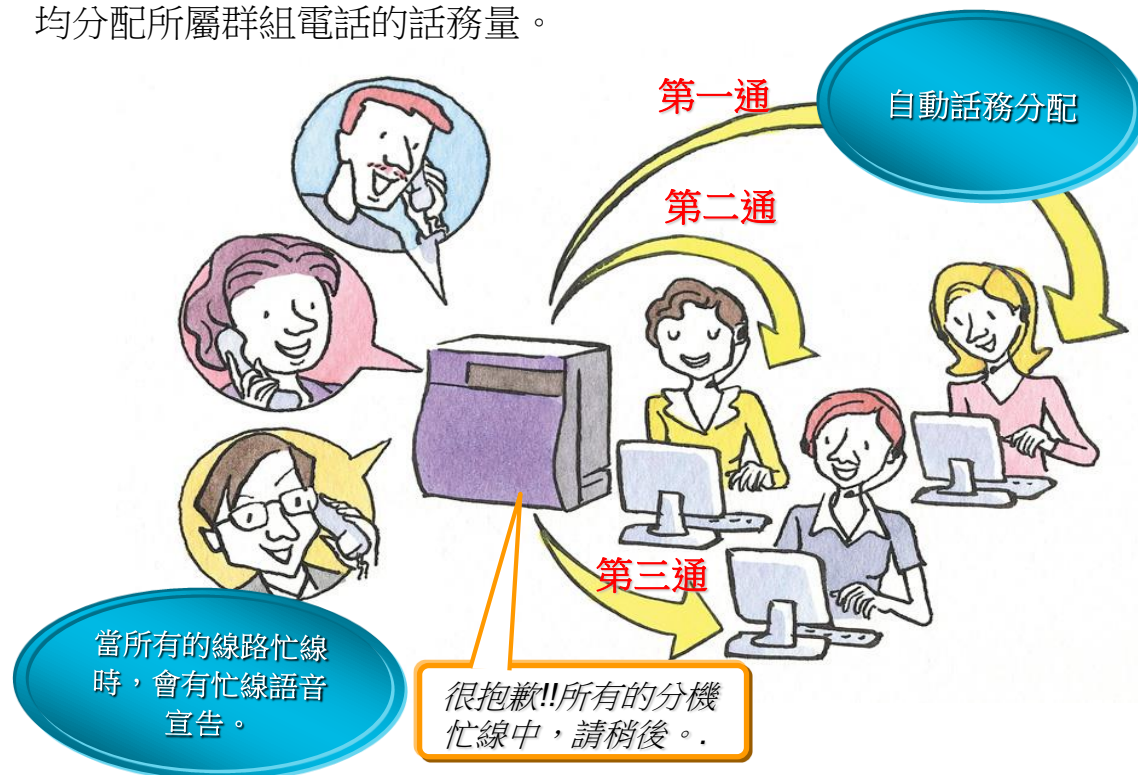 均分配所屬群組電話的話務量。
第一通
自動話務分配
第二通
第三通
當所有的線路忙線
時，會有忙線語音
宣告。
很抱歉!!所有的分機
忙線中，請稍後。.